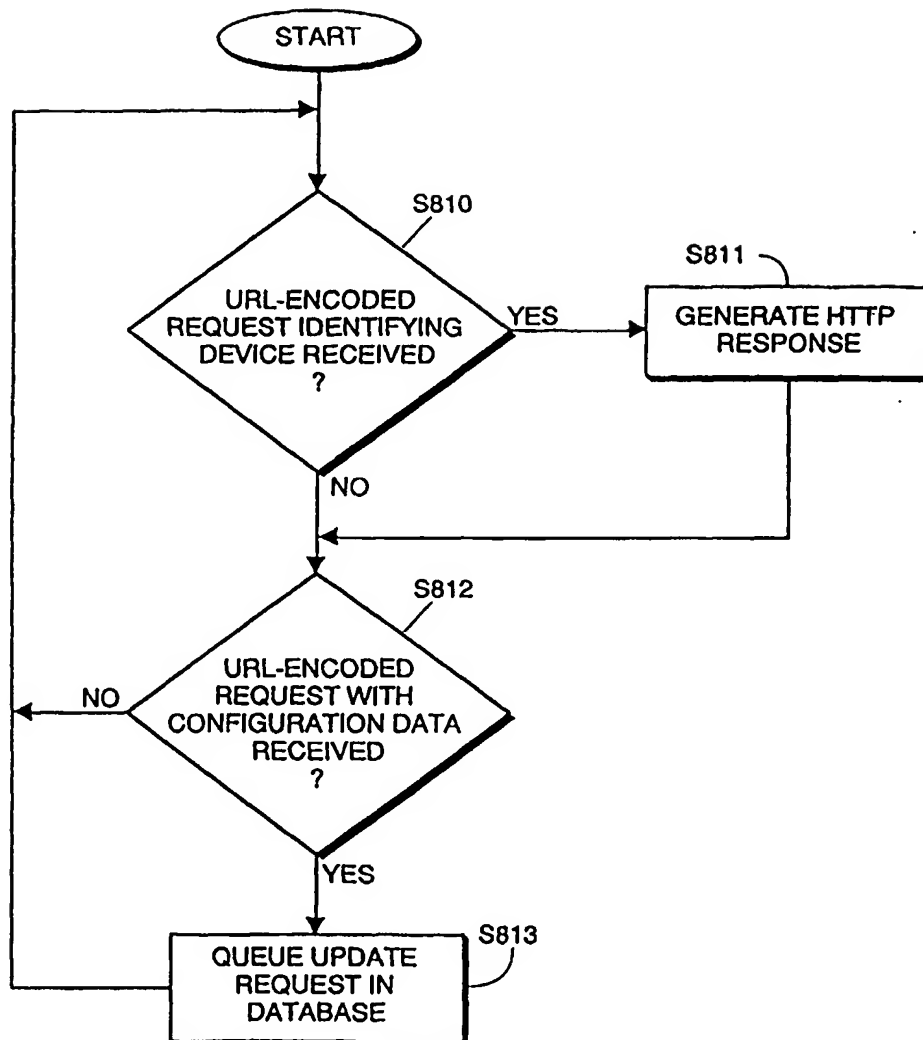 START
S810
URL-ENCODED
REQUEST IDENTIFYING
DEVICE RECEIVED
?
YES
S811
GENERATE HTTP
RESPONSE
NO
S812
URL-ENCODED
REQUEST WITH
CONFIGURATION DATA
RECEIVED
?
NO
YES
S813
QUEUE UPDATE
REQUEST IN
DATABASE